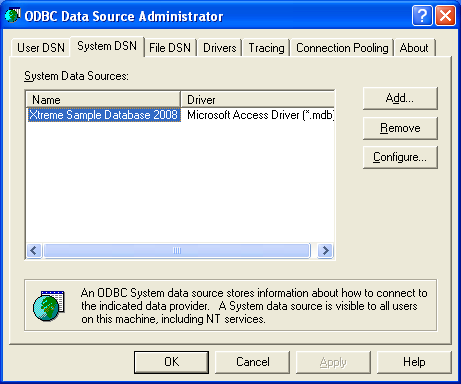 ODBC Data Source Administrator
User DSN System DSN File DSN Drivers Tracing Connection Pooling About
System Data Sources:
Name Driver
Xtreme Sample Database 2008 Microsoft Access Driver (*.mdb)
Add...
Remove
Configure...
An ODBC System data source stores information about how to connect to
the indicated data provider. A System data source is visible to all users
on this machine, including NT services.
OK Cancel Apply Help